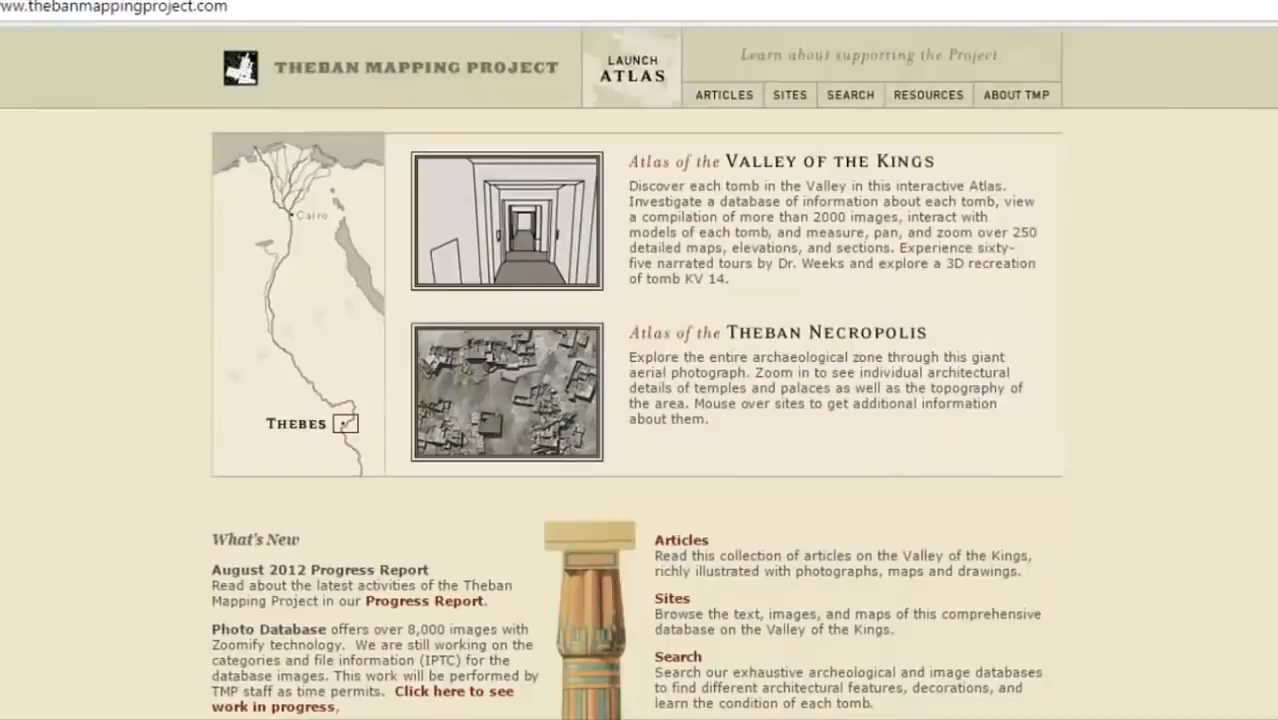 ww.thebanmappingproject.com
THEBAN MAPPING PROJECT
LAUNCH
ATLAS
Learn about supporting the Project.
ARTICLES SITES SEARCH RESOURCES ABOUT TMP
Cairo
THEBES
Atlas of the VALLEY OF THE KINGS
Discover each tomb in the Valley in this interactive Atlas.
Investigate a database of information about each tomb, view
a compilation of more than 2000 images, interact with
models of each tomb, and measure, pan, and zoom over 250
detailed maps, elevations, and sections. Experience sixty-
five narrated tours by Dr. Weeks and explore a 3D recreation
of tomb KV 14.
Atlas of the THEBAN NECROPOLIS
Explore the entire archaeological zone through this giant
aerial photograph. Zoom in to see individual architectural
details of temples and palaces as well as the topography of
the area. Mouse over sites to get additional information
about them.
What's New
August 2012 Progress Report
Read about the latest activities of the Theban
Mapping Project in our Progress Report.
Photo Database offers over 8,000 images with
Zoomify technology. We are still working on the
categories and file information (IPTC) for the
database images. This work will be performed by
TMP staff as time permits. Click here to see
work in progress,
Articles
Read this collection of articles on the Valley of the Kings,
richly illustrated with photographs, maps and drawings.
Sites
Browse the text, images, and maps of this comprehensive
database on the Valley of the Kings.
Search
Search our exhaustive archeological and image databases
to find different architectural features, decorations, and
learn the condition of each tomb.